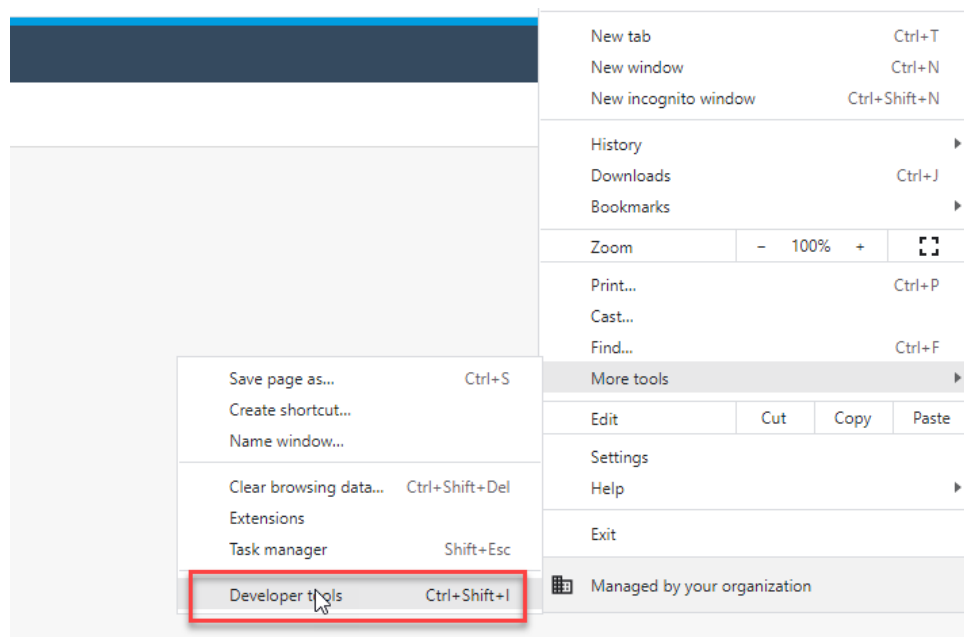 New tab Ctrl+T
New window Ctrl+N
New incognito window Ctrl+Shift+N
History
Downloads Ctrl+J
Bookmarks
Zoom - 100% +
Print... Ctrl+P
Cast...
Find... Ctrl+F
More tools
Edit Cut Copy Paste
Settings
Help
Exit
Managed by your organization
Save page as... Ctrl+S
Create shortcut...
Name window...
Clear browsing data... Ctrl+Shift+Del
Extensions
Task manager Shift+Esc
Developer tools Ctrl+Shift+I